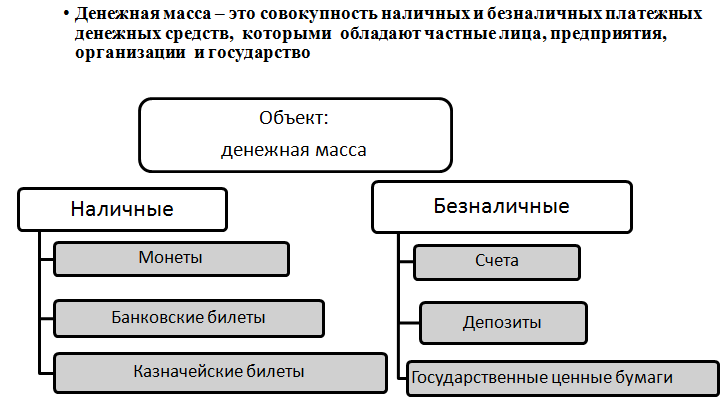 • Денежная масса – это совокупность наличных и безналичных платежных
денежных средств, которыми обладают частные лица, предприятия,
организации и государство
Объект:
денежная масса
Наличные
Монеты
Банковские билеты
Казначейские билеты
Безналичные
Счета
Депозиты
Государственные ценные бумаги